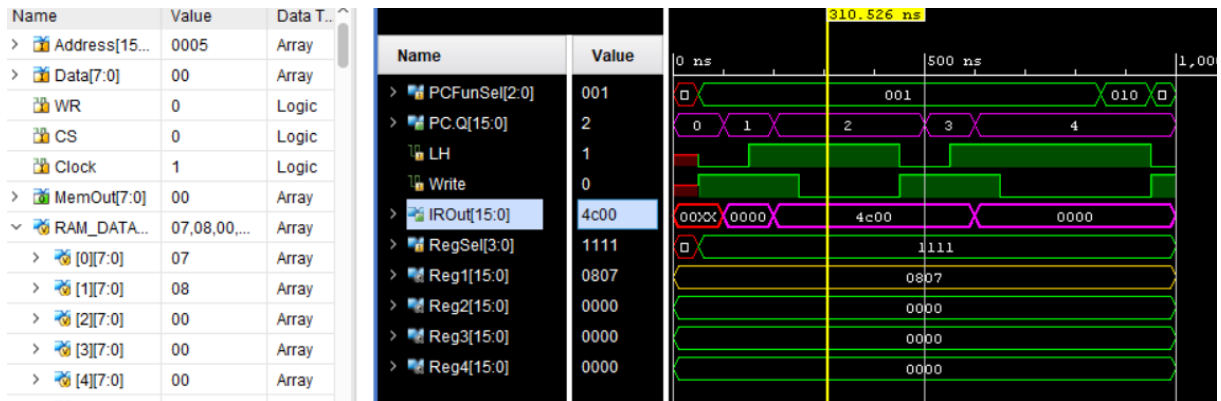 Name Value Data T...
Address[15... 0005 Array
Data[7:0] 00 Array
WR 0 Logic
CS 0 Logic
Clock 1 Logic
MemOut[7:0] 00 Array
RAM_DATA... 07,08,00,... Array
[0][7:0] 07 Array
[1][7:0] 08 Array
[2][7:0] 00 Array
[3][7:0] 00 Array
[4][7:0] 00 Array
310.526 ns
Name Value 0 ns 500 ns 1,000
PCFunSel[2:0] 001 001 010
PC.Q[15:0] 2 0 1 2 3 4
LH 1
Write 0
IROut[15:0] 4c00 00XX 0000 4c00 0000
RegSel[3:0] 1111 1111
Reg1[15:0] 0807 0807
Reg2[15:0] 0000 0000
Reg3[15:0] 0000 0000
Reg4[15:0] 0000 0000